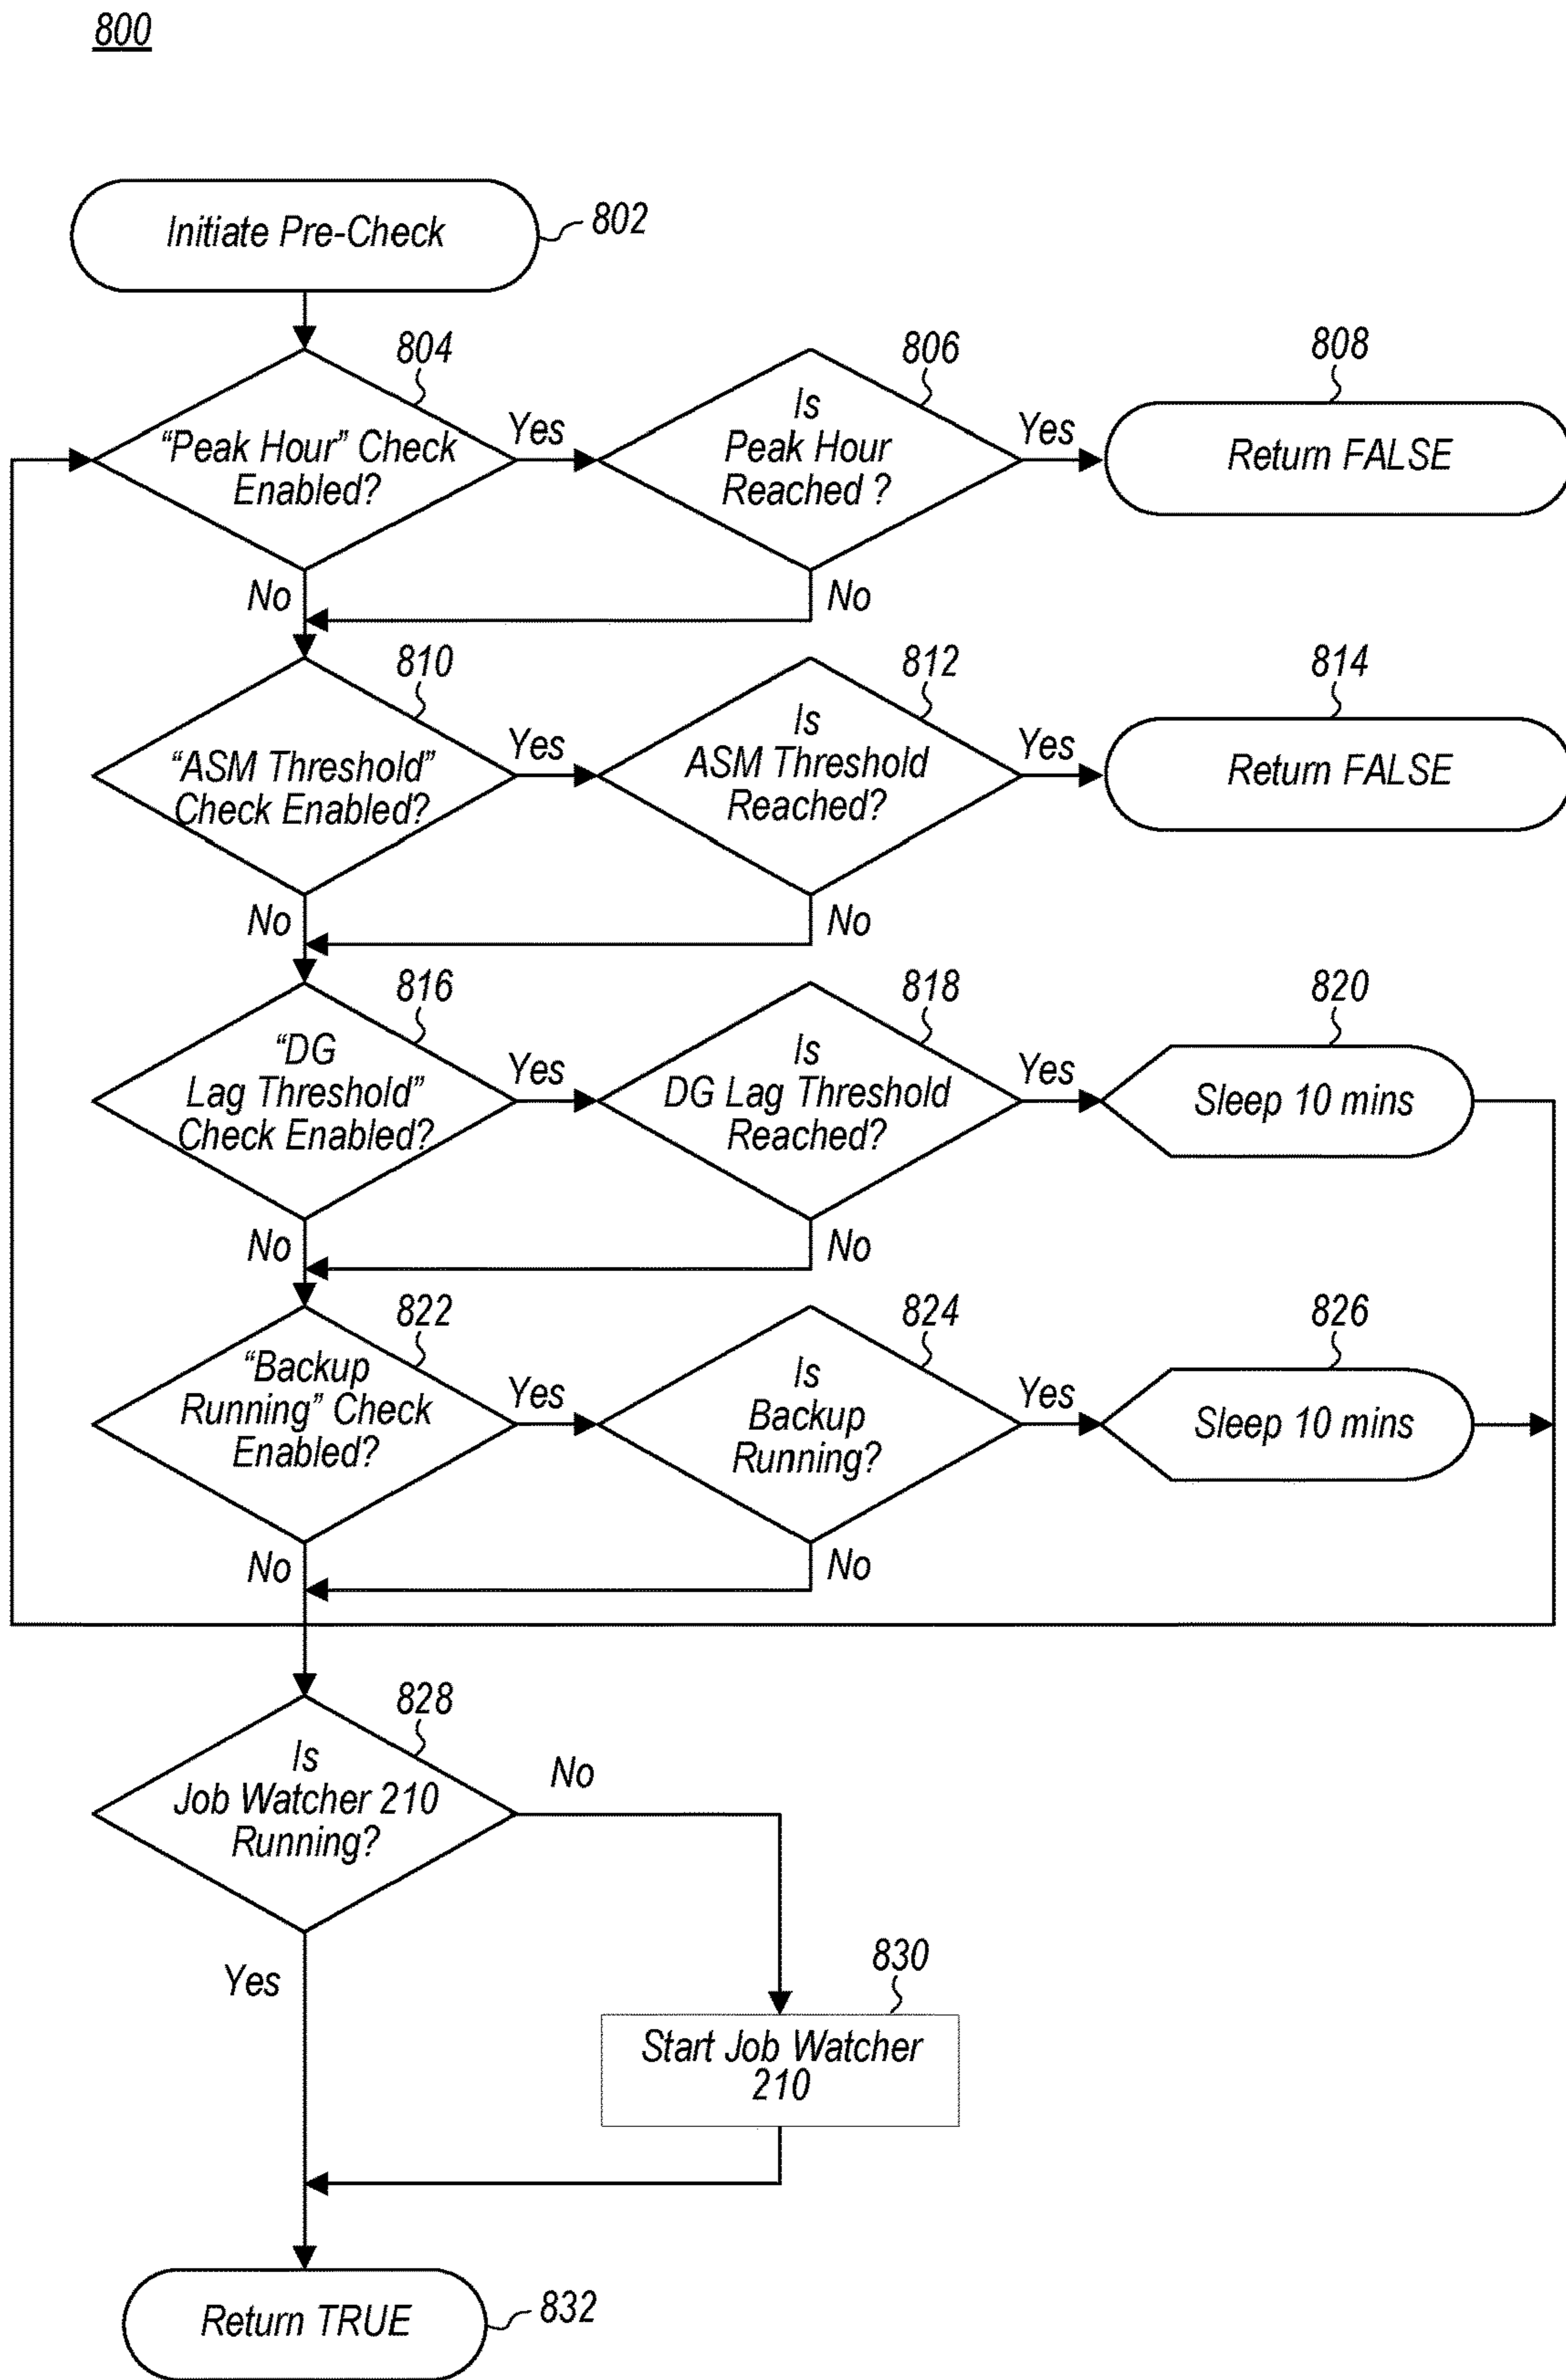 800
Initiate Pre-Check
802
804
"Peak Hour" Check
Enabled?
Yes
806
Is
Peak Hour
Reached ?
Yes
808
Return FALSE
No
No
810
"ASM Threshold"
Check Enabled?
Yes
812
Is
ASM Threshold
Reached?
Yes
814
Return FALSE
No
No
816
"DG
Lag Threshold"
Check Enabled?
Yes
818
Is
DG Lag Threshold
Reached?
Yes
820
Sleep 10 mins
No
No
822
"Backup
Running" Check
Enabled?
Yes
824
Is
Backup
Running?
Yes
826
Sleep 10 mins
No
No
828
Is
Job Watcher 210
Running?
No
Yes
830
Start Job Watcher
210
Return TRUE
832